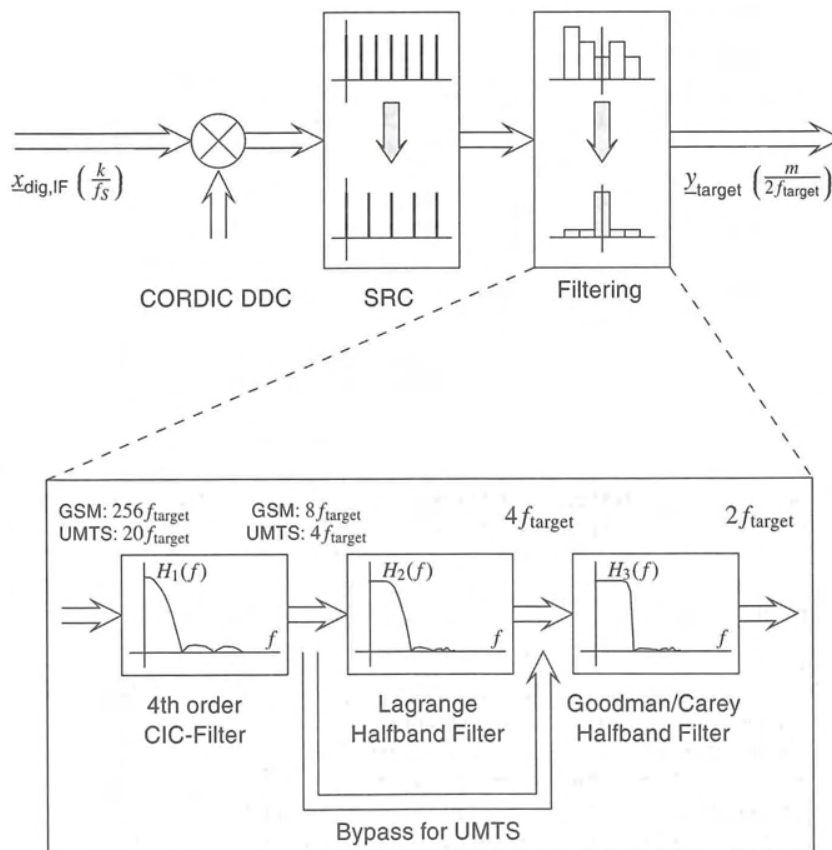 x_dig,IF (k/f_S)
CORDIC DDC
SRC
Filtering
y_target (m/2f_target)
GSM: 256f_target
UMTS: 20f_target
GSM: 8f_target
UMTS: 4f_target
4f_target
2f_target
H_1(f)
f
H_2(f)
f
H_3(f)
f
4th order
CIC-Filter
Lagrange
Halfband Filter
Goodman/Carey
Halfband Filter
Bypass for UMTS